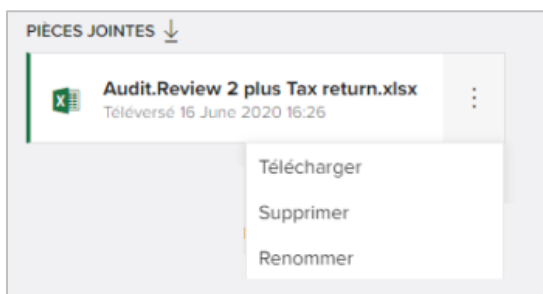 PIÈCES JOINTES
Audit.Review 2 plus Tax return.xlsx
Téléversé 16 June 2020 16:26
Télécharger
Supprimer
Renommer